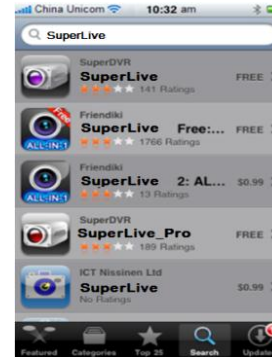 China Unicom 10:32 am
SuperLive
SuperDVR
SuperLive FREE
141 Ratings
Free
ALL-IN-1
Friendiki
SuperLive Free:... FREE
1766 Ratings
ALL-IN-1
Friendiki
SuperLive 2: AL... $0.99
13 Ratings
SuperDVR
SuperLive_Pro FREE
189 Ratings
ICT Nissinen Ltd
SuperLive $0.99
No Ratings
Featured Categories Top 25 Search Update